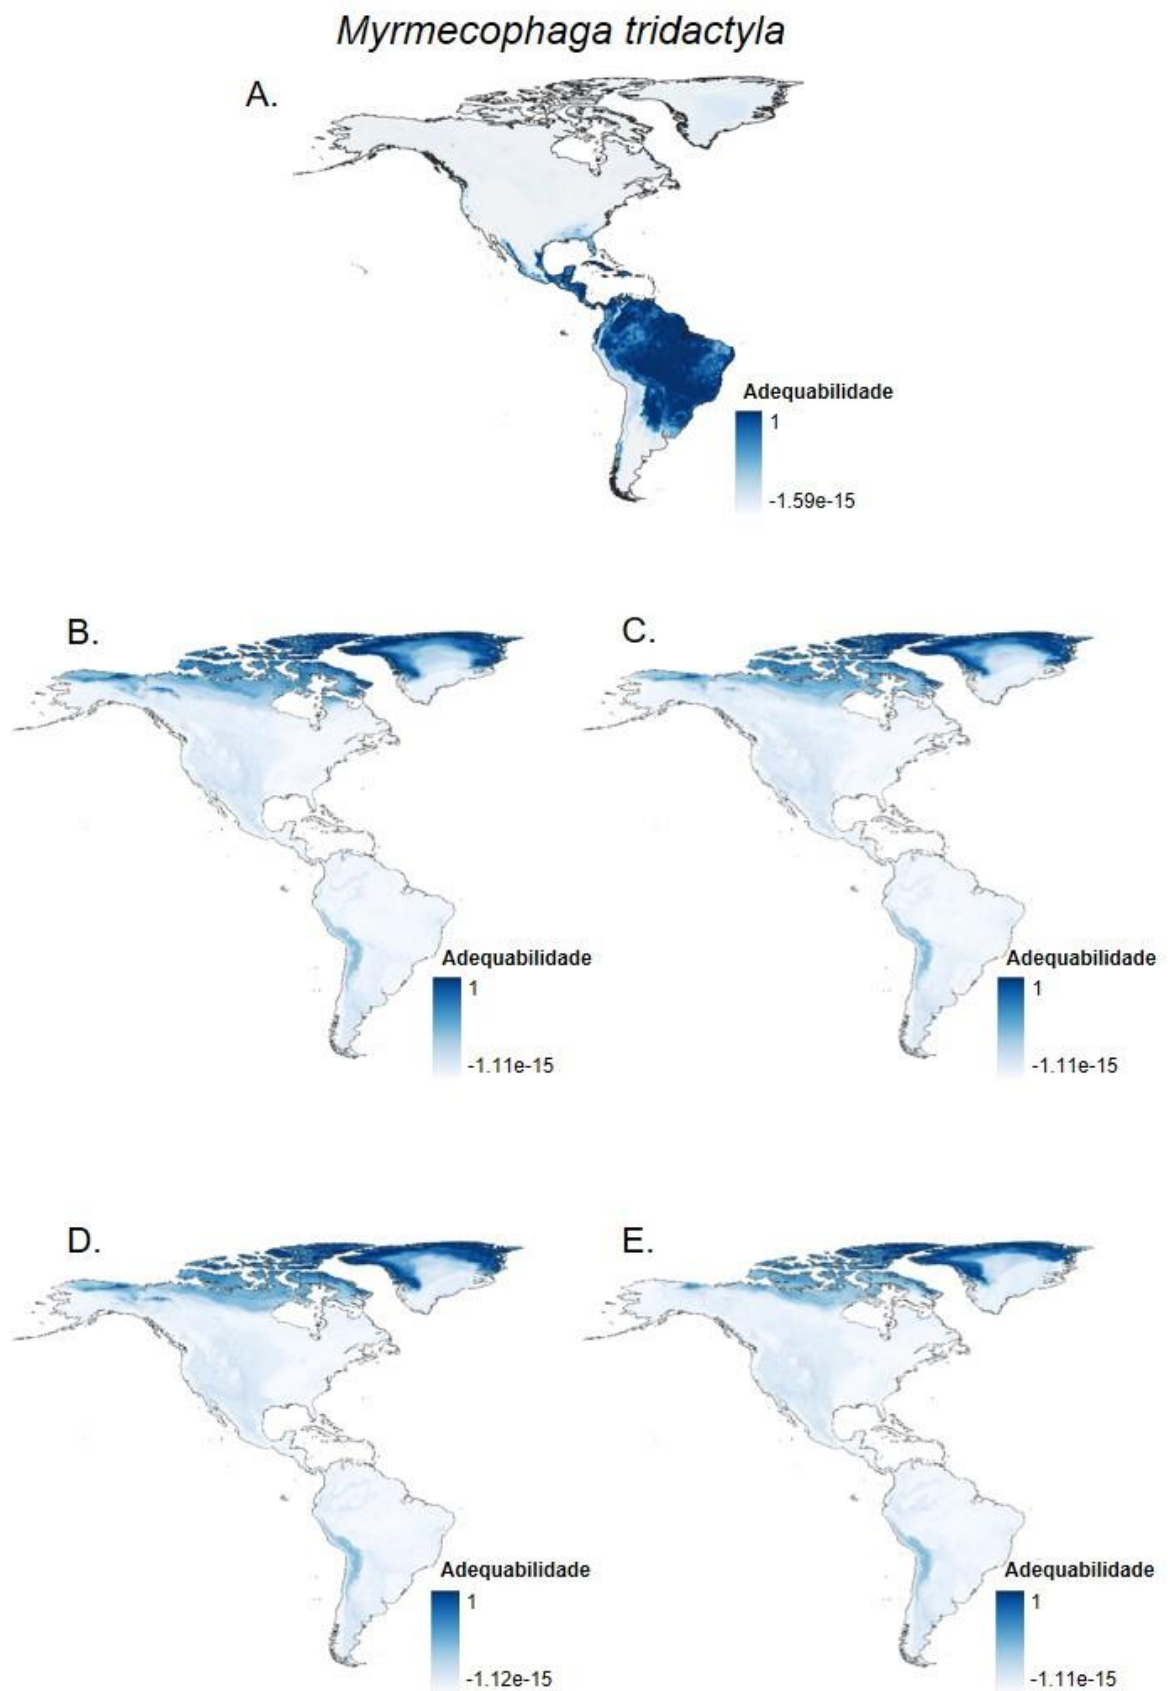 Myrmecophaga tridactyla
A.
Adequabilidade
1
-1.59e-15
B.
C.
Adequabilidade
1
-1.11e-15
Adequabilidade
1
-1.11e-15
D.
E.
Adequabilidade
1
-1.12e-15
Adequabilidade
1
-1.11e-15